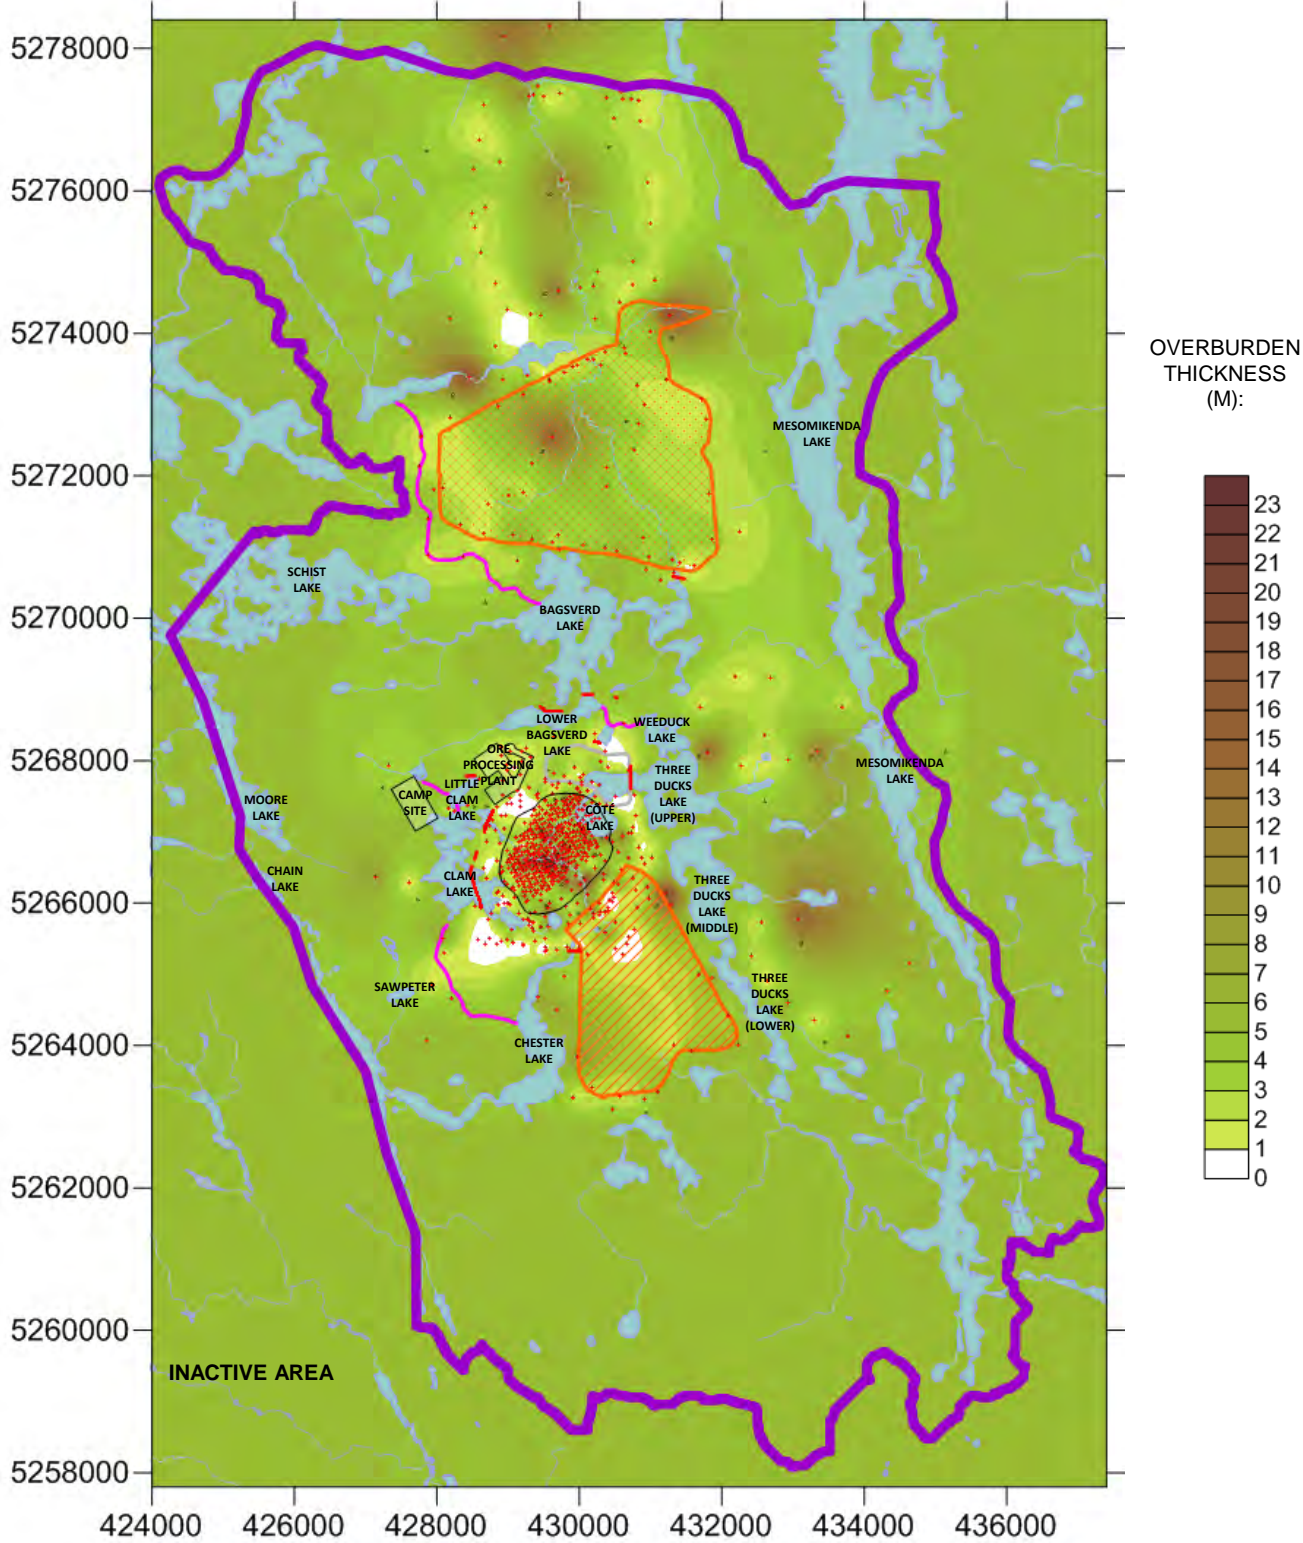 5278000
5276000
5274000
5272000
5270000
5268000
5266000
5264000
5262000
5260000
5258000
424000
426000
428000
430000
432000
434000
436000
MESOMIKENDA
LAKE
SCHIST
LAKE
BAGSVERD
LAKE
LOWER
BAGSVERD
LAKE
WEEDUCK
LAKE
ORE
PROCESSING
PLANT
CAMP
SITE
LITTLE
CLAM
LAKE
CÔTÉ
LAKE
THREE
DUCKS
LAKE
(UPPER)
MESOMIKENDA
LAKE
MOORE
LAKE
CHAIN
LAKE
CLAM
LAKE
THREE
DUCKS
LAKE
(MIDDLE)
SAWPETER
LAKE
THREE
DUCKS
LAKE
(LOWER)
CHESTER
LAKE
INACTIVE AREA
OVERBURDEN
THICKNESS
(M):
23
22
21
20
19
18
17
16
15
14
13
12
11
10
9
8
7
6
5
4
3
2
1
0